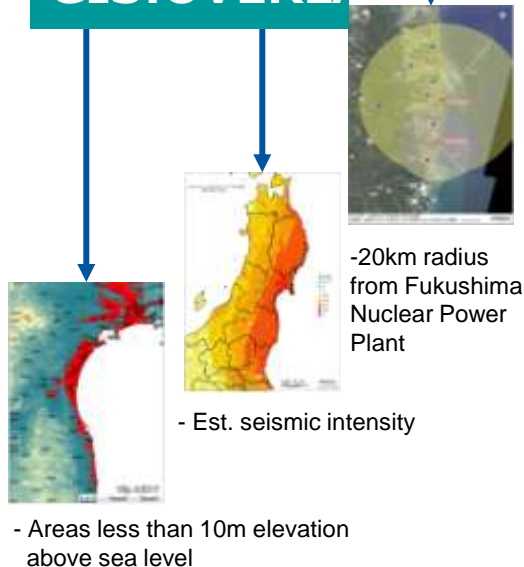 -20km radius
from Fukushima
Nuclear Power
Plant
- Est. seismic intensity
- Areas less than 10m elevation
above sea level